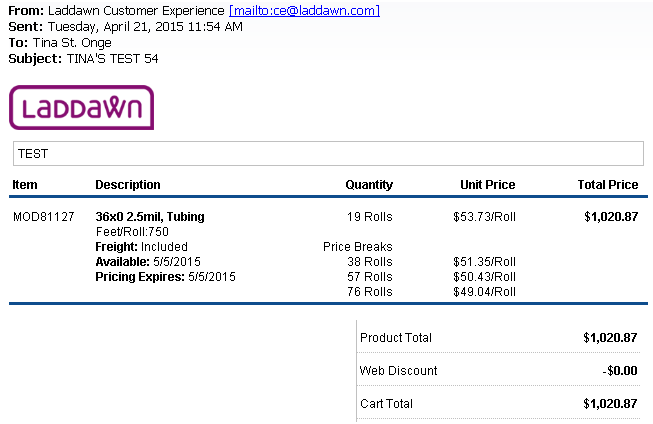 From: Laddawn Customer Experience [mailto:ce@laddawn.com]
Sent: Tuesday, April 21, 2015 11:54 AM
To: Tina St. Onge
Subject: TINA'S TEST 54
LADDAWN
TEST
Item Description Quantity Unit Price Total Price
MOD81127 36x0 2.5mil, Tubing 19 Rolls $53.73/Roll $1,020.87
Feet/Roll:750
Freight: Included Price Breaks
Available: 5/5/2015 38 Rolls $51.35/Roll
Pricing Expires: 5/5/2015 57 Rolls $50.43/Roll
76 Rolls $49.04/Roll
Product Total $1,020.87
Web Discount -$0.00
Cart Total $1,020.87